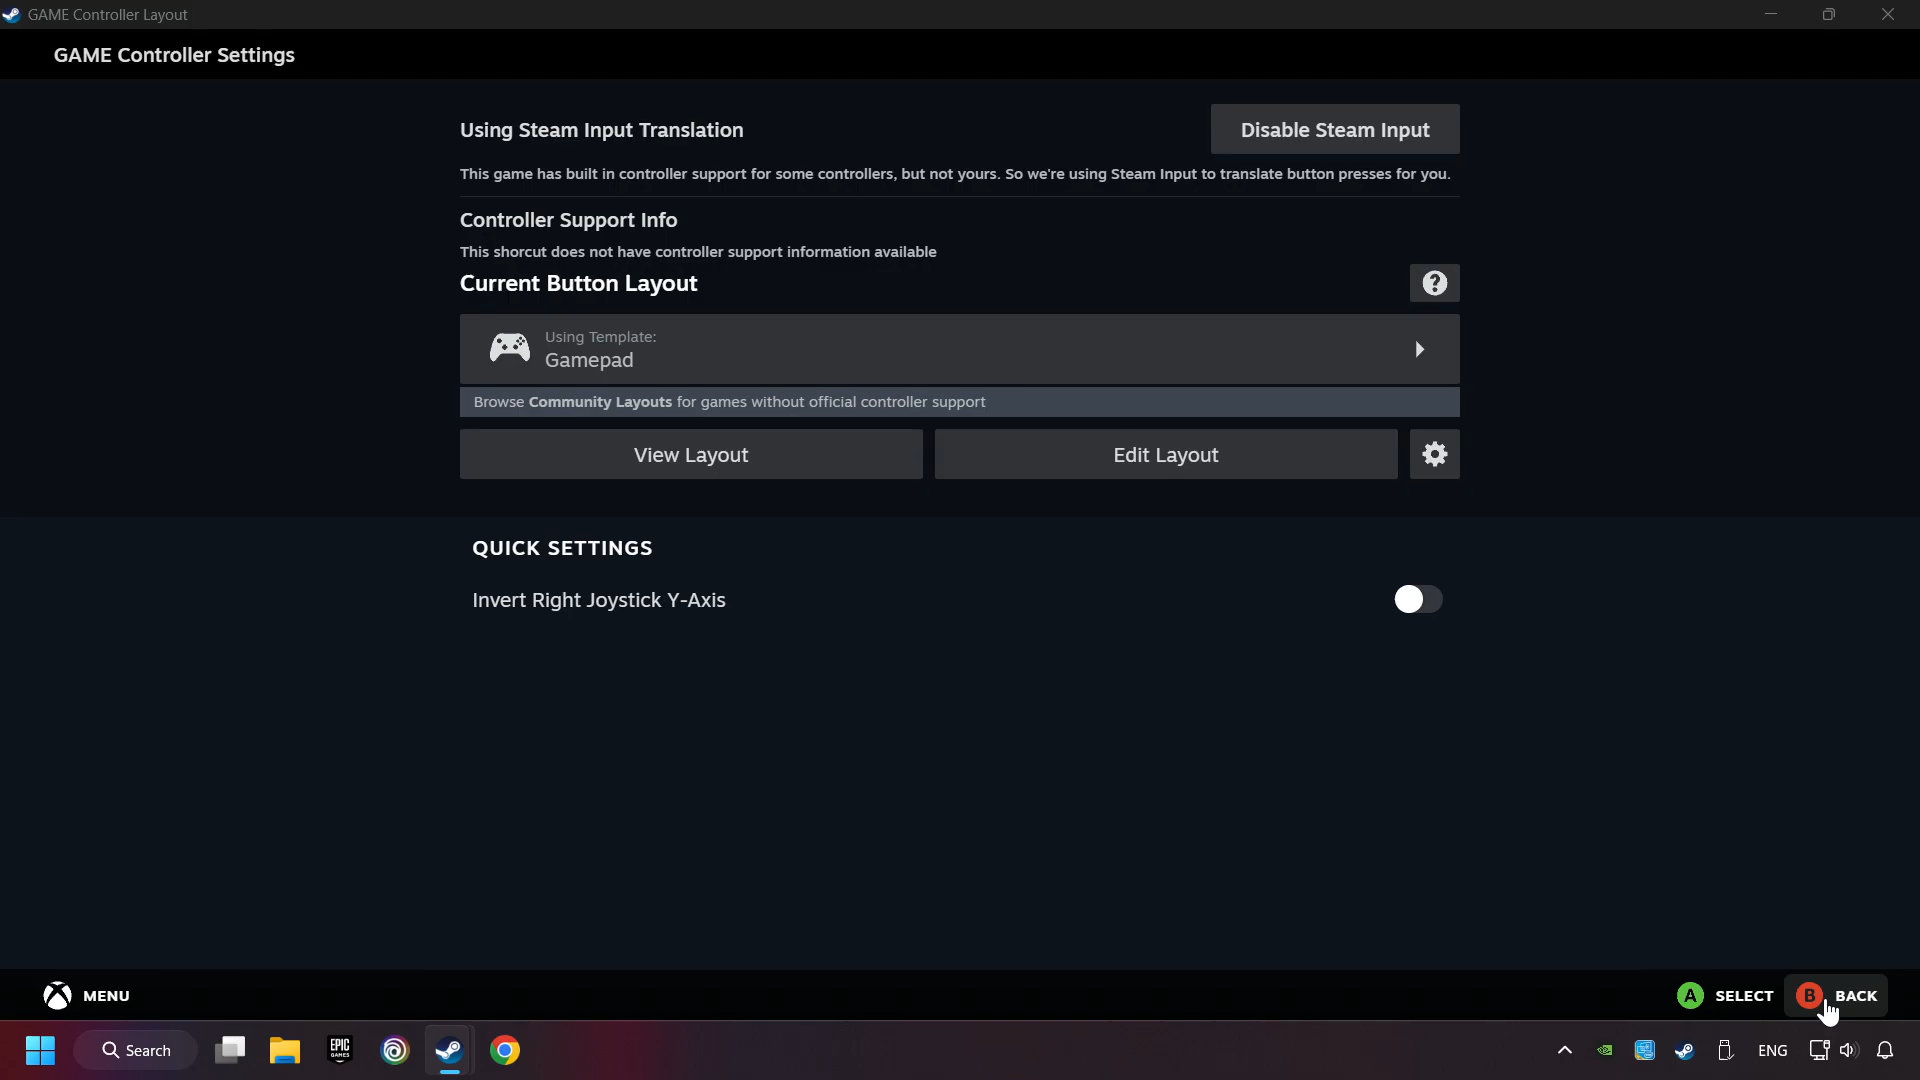 GAME Controller Layout
GAME Controller Settings
Using Steam Input Translation
Disable Steam Input
This game has built in controller support for some controllers, but not yours. So we're using Steam Input to translate button presses for you.
Controller Support Info
This shorcut does not have controller support information available
Current Button Layout
?
Using Template:
Gamepad
Browse Community Layouts for games without official controller support
View Layout
Edit Layout
QUICK SETTINGS
Invert Right Joystick Y-Axis
MENU
A SELECT
B BACK
Search
EPIC
GAMES
ENG